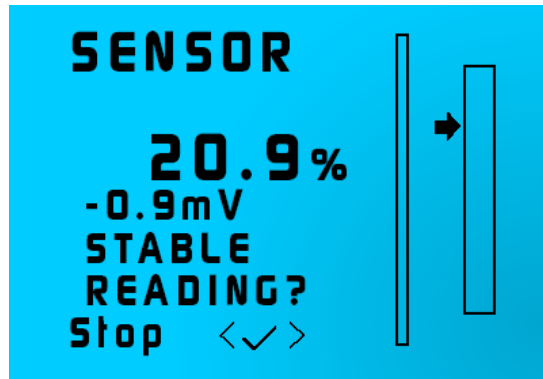 SENSOR
20.9%
-0.9mV
STABLE
READING?
Stop <✓>